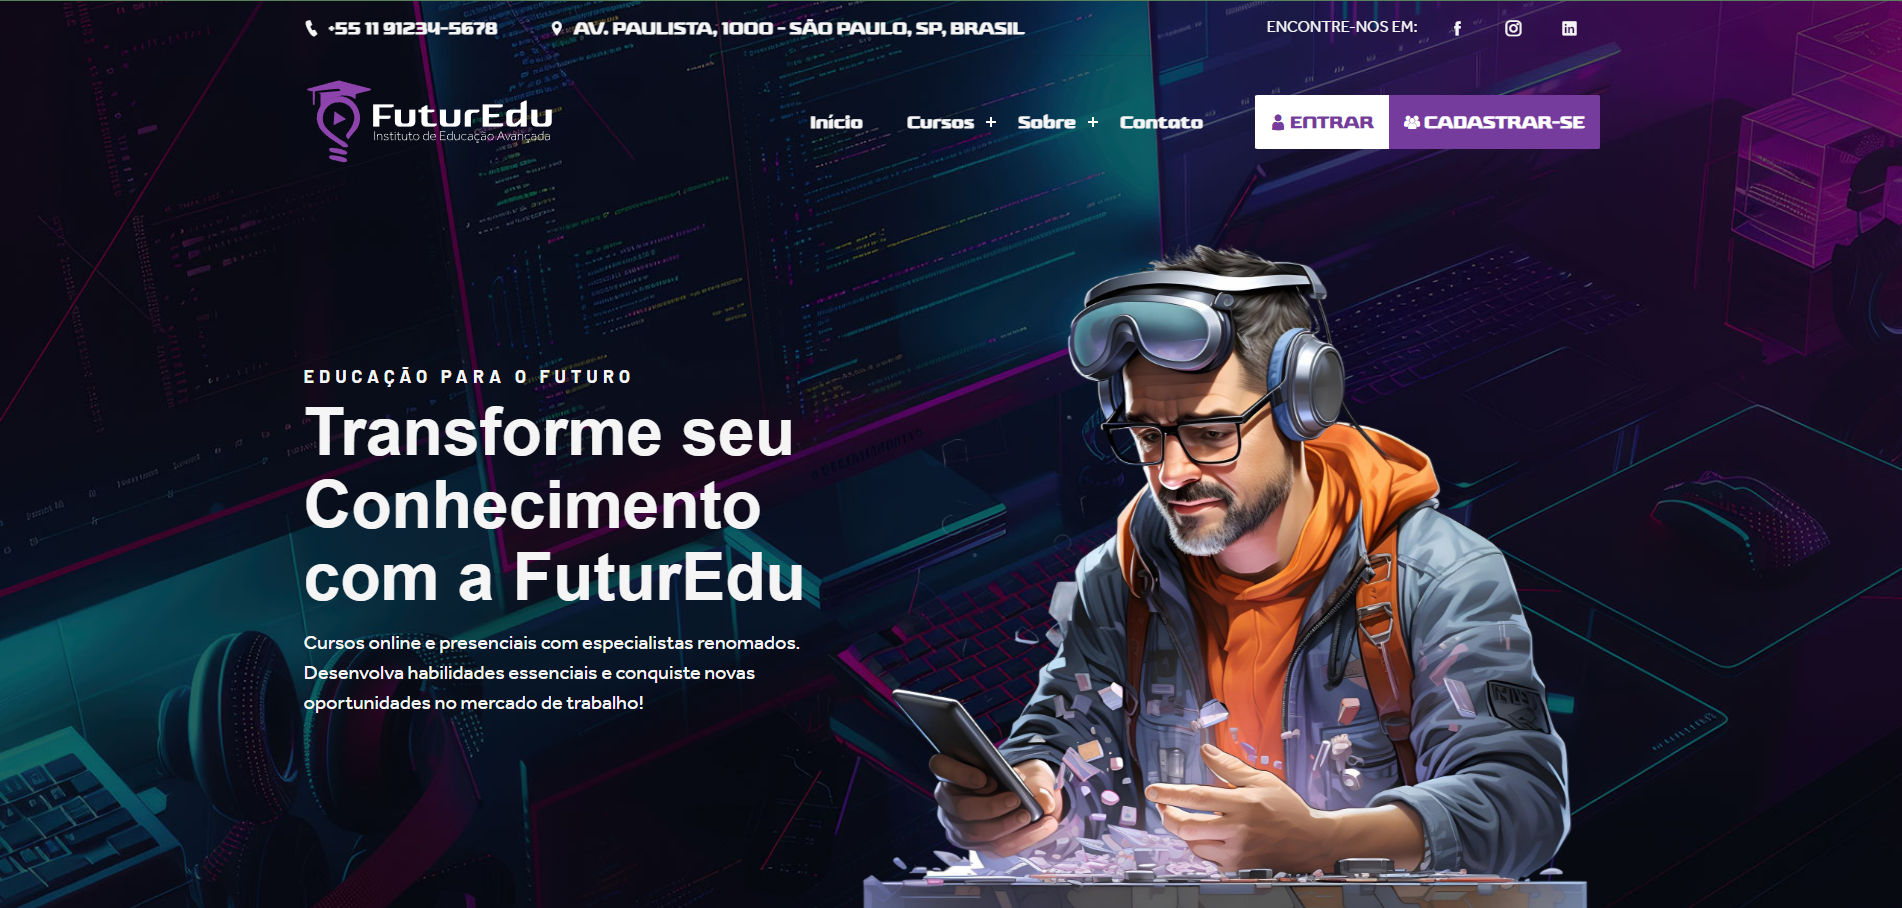 +55 11 91234-5678
AV. PAULISTA, 1000 - SÃO PAULO, SP, BRASIL
ENCONTRE-NOS EM:
FuturEdu
Instituto de Educação Avançada
Início
Cursos +
Sobre +
Contato
ENTRAR
CADASTRAR-SE
EDUCAÇÃO PARA O FUTURO
Transforme seu
Conhecimento
com a FuturEdu
Cursos online e presenciais com especialistas renomados.
Desenvolva habilidades essenciais e conquiste novas
oportunidades no mercado de trabalho!